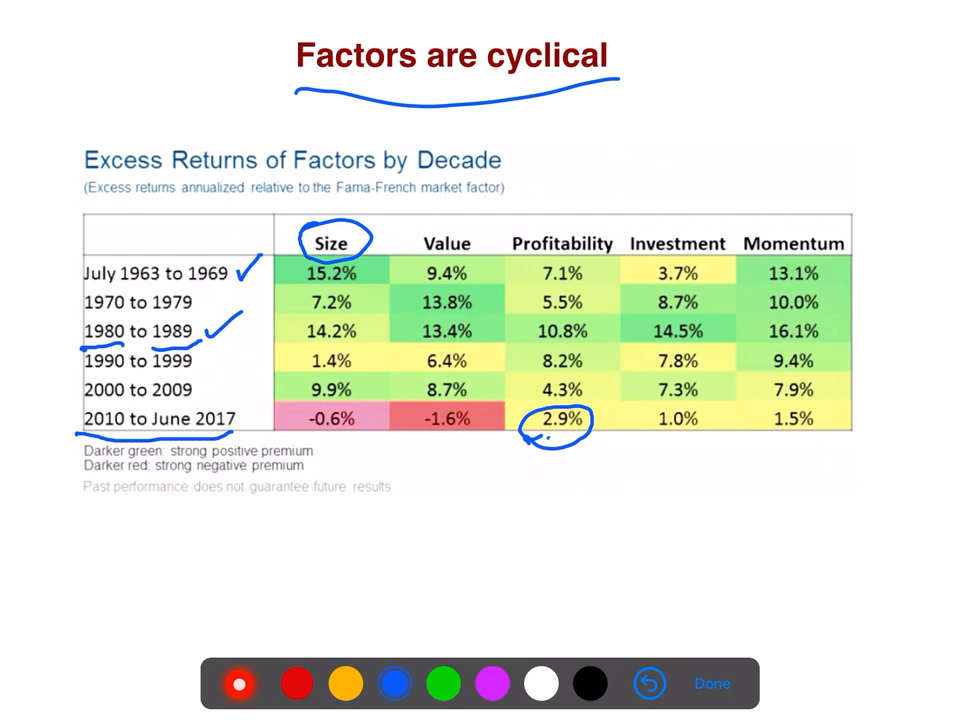 Factors are cyclical
Excess Returns of Factors by Decade
(Excess returns annualized relative to the Fama-French market factor)
Size Value Profitability Investment Momentum
July 1963 to 1969 15.2% 9.4% 7.1% 3.7% 13.1%
1970 to 1979 7.2% 13.8% 5.5% 8.7% 10.0%
1980 to 1989 14.2% 13.4% 10.8% 14.5% 16.1%
1990 to 1999 1.4% 6.4% 8.2% 7.8% 9.4%
2000 to 2009 9.9% 8.7% 4.3% 7.3% 7.9%
2010 to June 2017 -0.6% -1.6% 2.9% 1.0% 1.5%
Darker green: strong positive premium
Darker red: strong negative premium
Past performance does not guarantee future results
Done